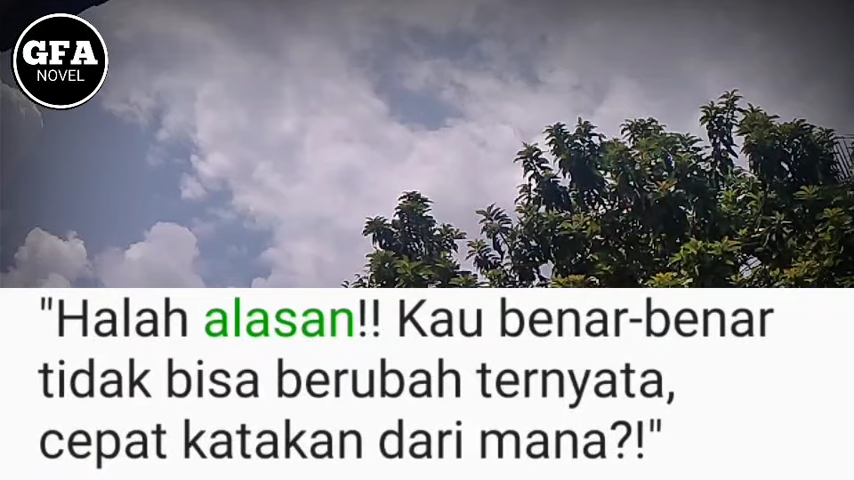 GFA
NOVEL
"Halah alasan!! Kau benar-benar
tidak bisa berubah ternyata,
cepat katakan dari mana?!"